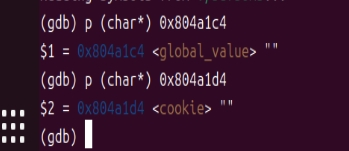 (gdb) p (char*) 0x804a1c4
$1 = 0x804a1c4 <global_value> ""
(gdb) p (char*) 0x804a1d4
$2 = 0x804a1d4 <cookie> ""
(gdb)